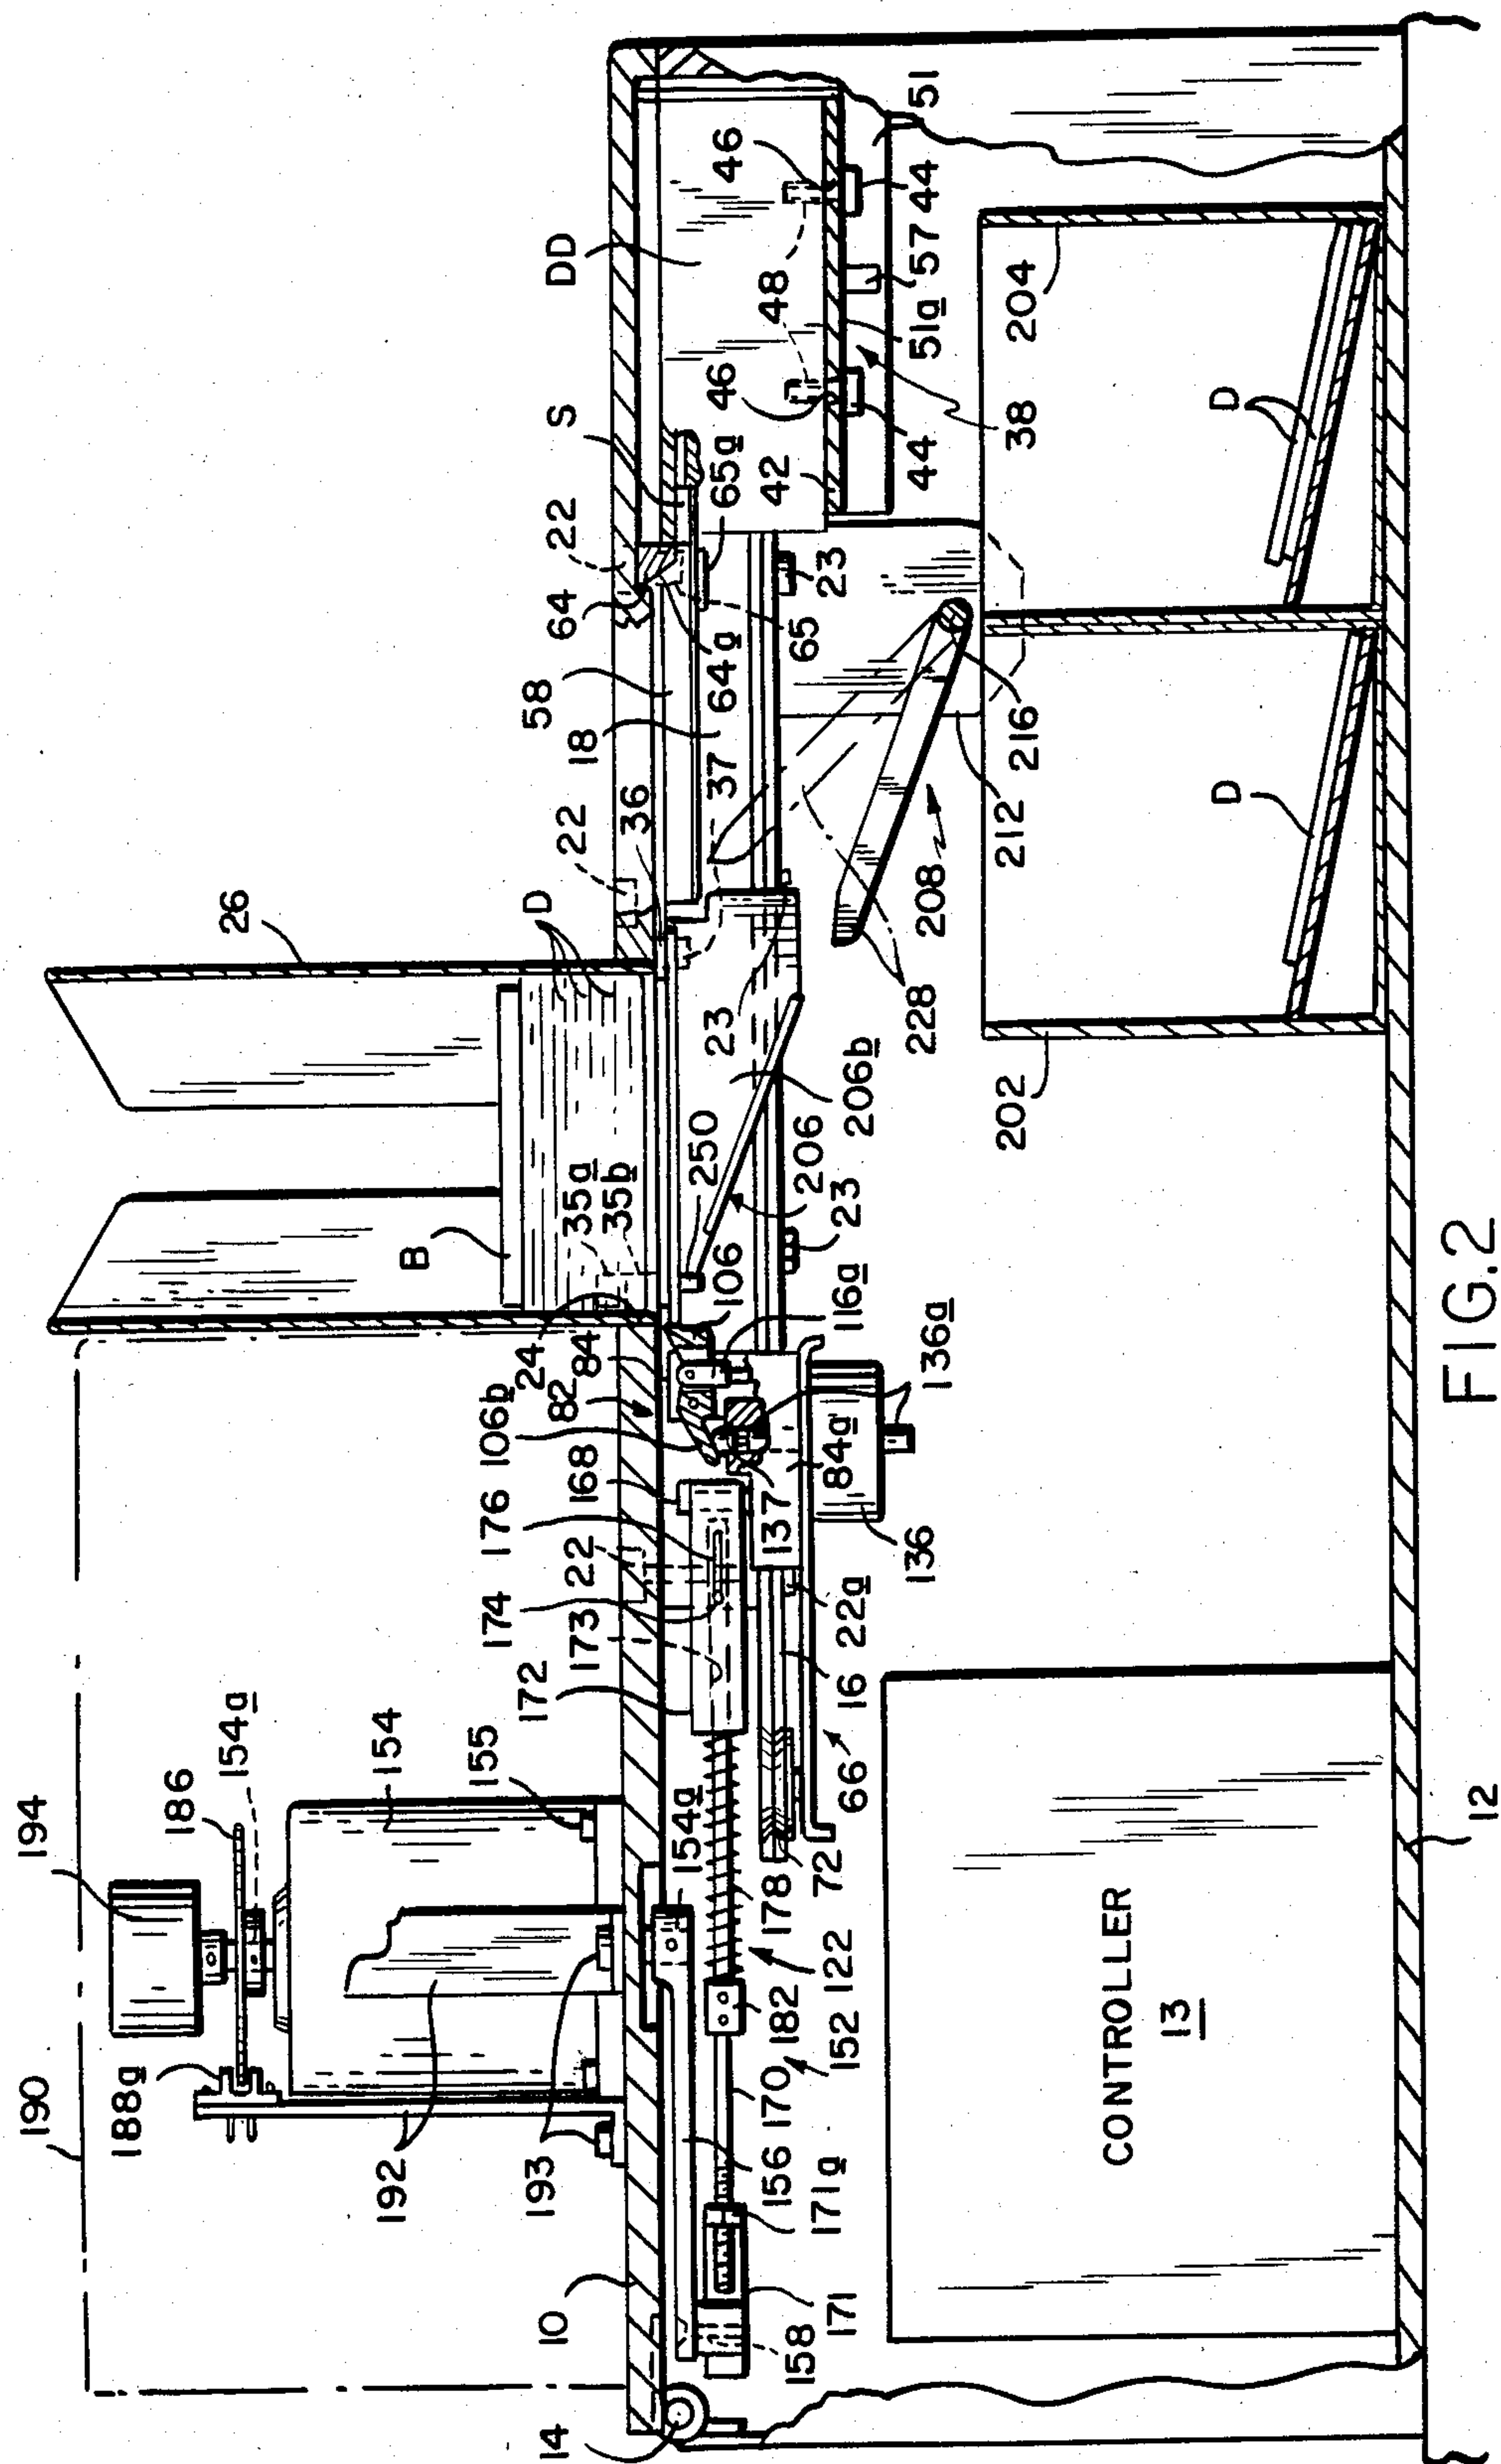 190
194
186
154a
154
155
188a
192
193
172
173
174
22
176
168
106b
82
24
84
35a
35b
B
26
D
22
36
18
58
64
22
S
DD
10
14
158
171
171a
156
170
152
182
122
178
154a
72
66
16
22a
137
136
84a
136a
116a
106
250
23
206
206b
23
37
64a
65
23
65a
42
46
48
46
44
38
51a
57
44
51
228
208
212
216
202
204
D
D
CONTROLLER
13
12
FIG.2